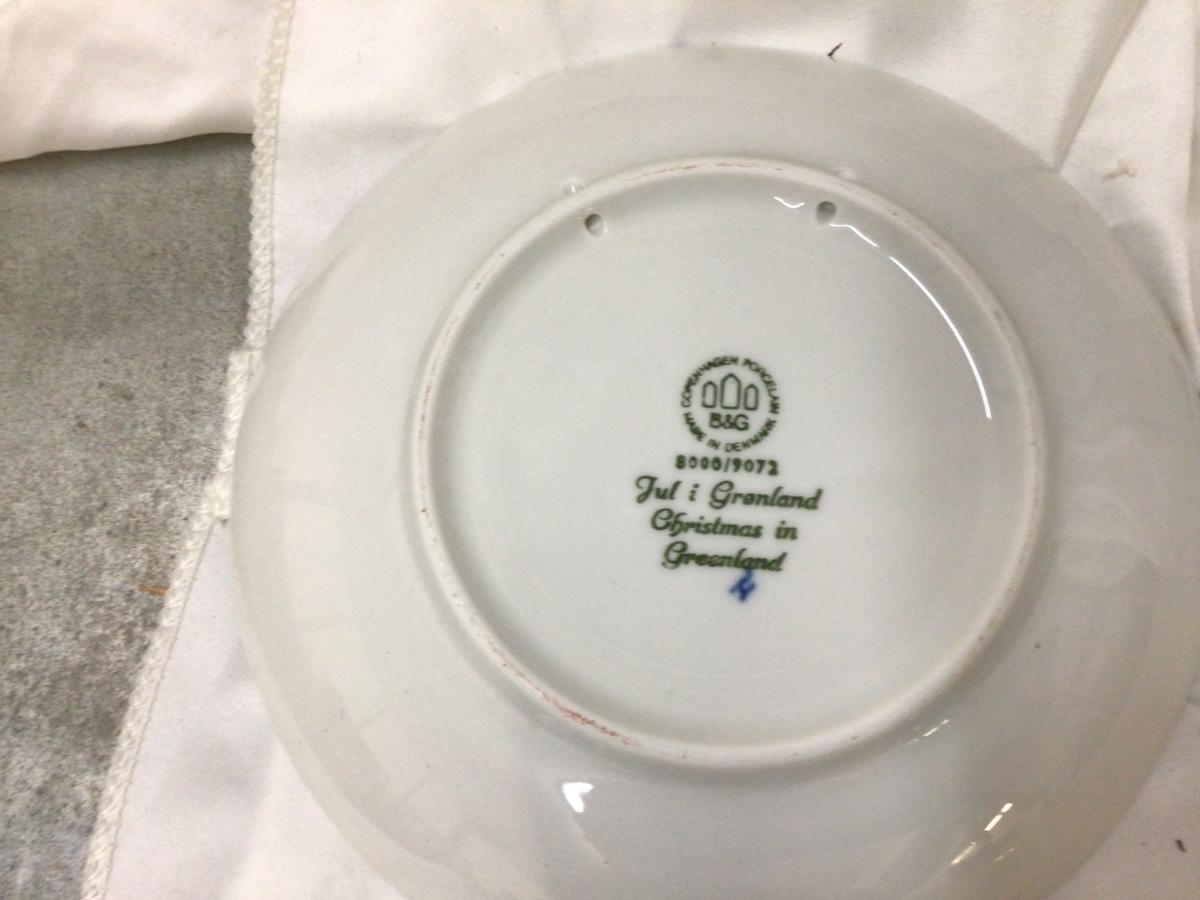 COPENHAGEN PORCELAIN
B&G
MADE IN DENMARK
8000/9072
Jul i Grønland
Christmas in
Greenland